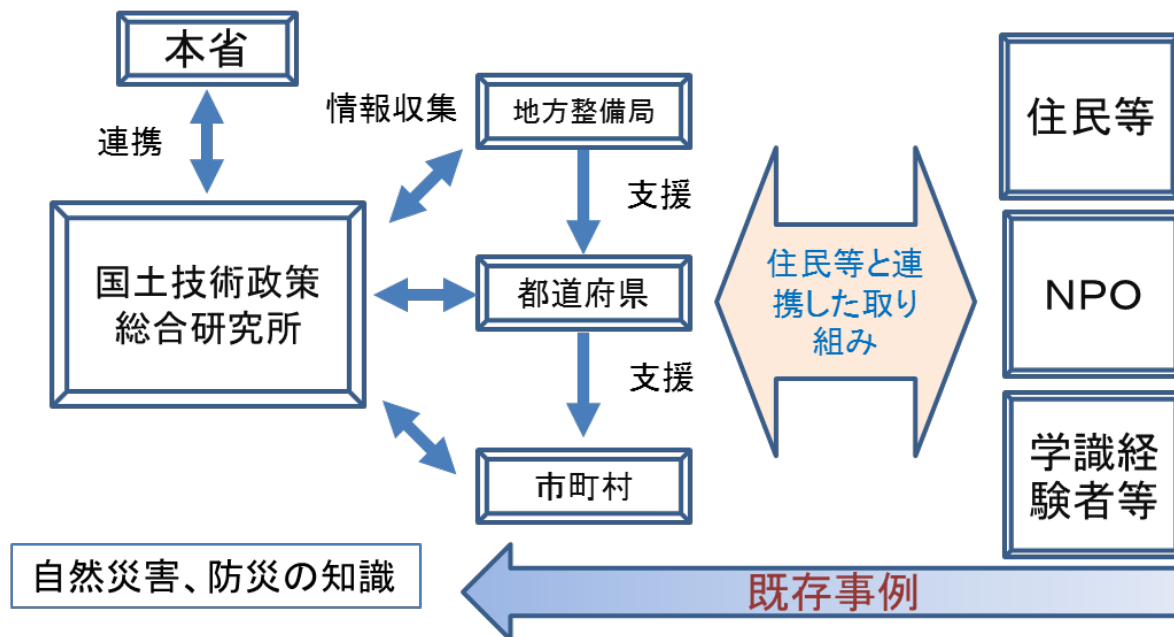 本省
連携
情報収集
地方整備局
支援
国土技術政策
総合研究所
都道府県
支援
市町村
住民等と連
携した取り
組み
住民等
NPO
学識経
験者等
自然災害、防災の知識
既存事例